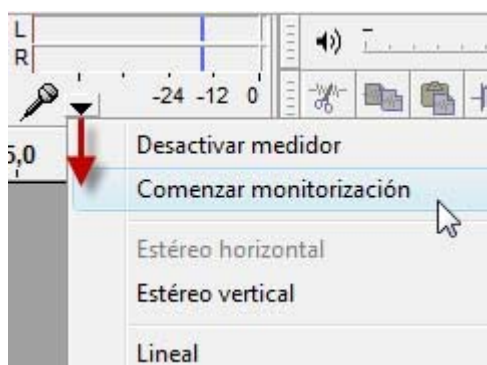 L
R
-24 -12 0
5,0
Desactivar medidor
Comenzar monitorización
Estéreo horizontal
Estéreo vertical
Lineal